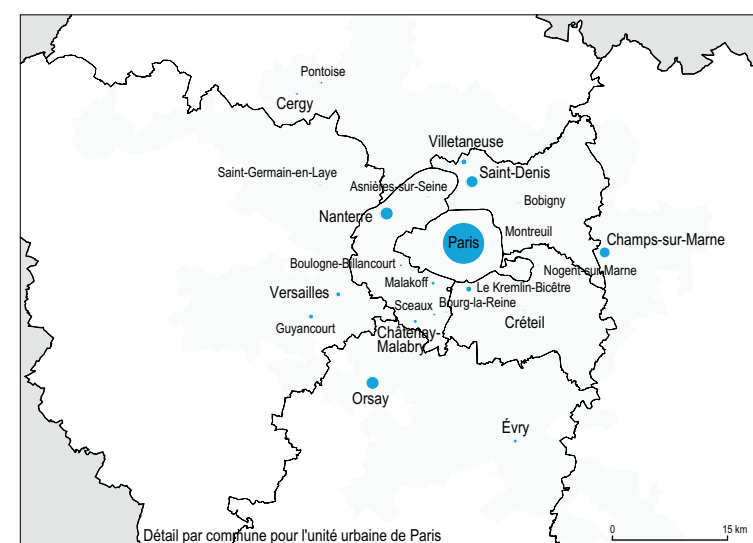 Pontoise
Cergy
Villetaneuse
Saint-Germain-en-Laye
Saint-Denis
Asnières-sur-Seine
Bobigny
Nanterre
Montreuil
Paris
Champs-sur-Marne
Boulogne-Billancourt
Nogent-sur-Marne
Malakoff
Le Kremlin-Bicêtre
Versailles
Sceaux
Bourg-la-Reine
Guyancourt
Châtenay-
Malabry
Créteil
Orsay
Évry
Détail par commune pour l'unité urbaine de Paris
0
15 km